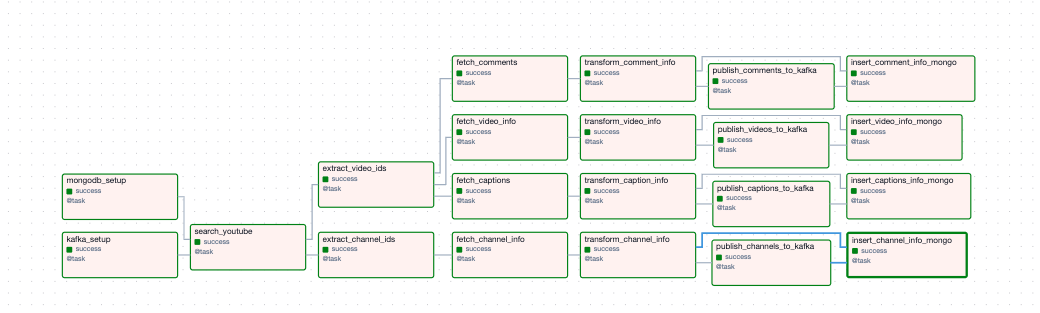 fetch_comments
success
@task
transform_comment_info
success
@task
publish_comments_to_kafka
success
@task
insert_comment_info_mongo
success
@task
fetch_video_info
success
@task
transform_video_info
success
@task
publish_videos_to_kafka
success
@task
insert_video_info_mongo
success
@task
mongodb_setup
success
@task
extract_video_ids
success
@task
fetch_captions
success
@task
transform_caption_info
success
@task
publish_captions_to_kafka
success
@task
insert_captions_info_mongo
success
@task
kafka_setup
success
@task
search_youtube
success
@task
extract_channel_ids
success
@task
fetch_channel_info
success
@task
transform_channel_info
success
@task
publish_channels_to_kafka
success
@task
insert_channel_info_mongo
success
@task